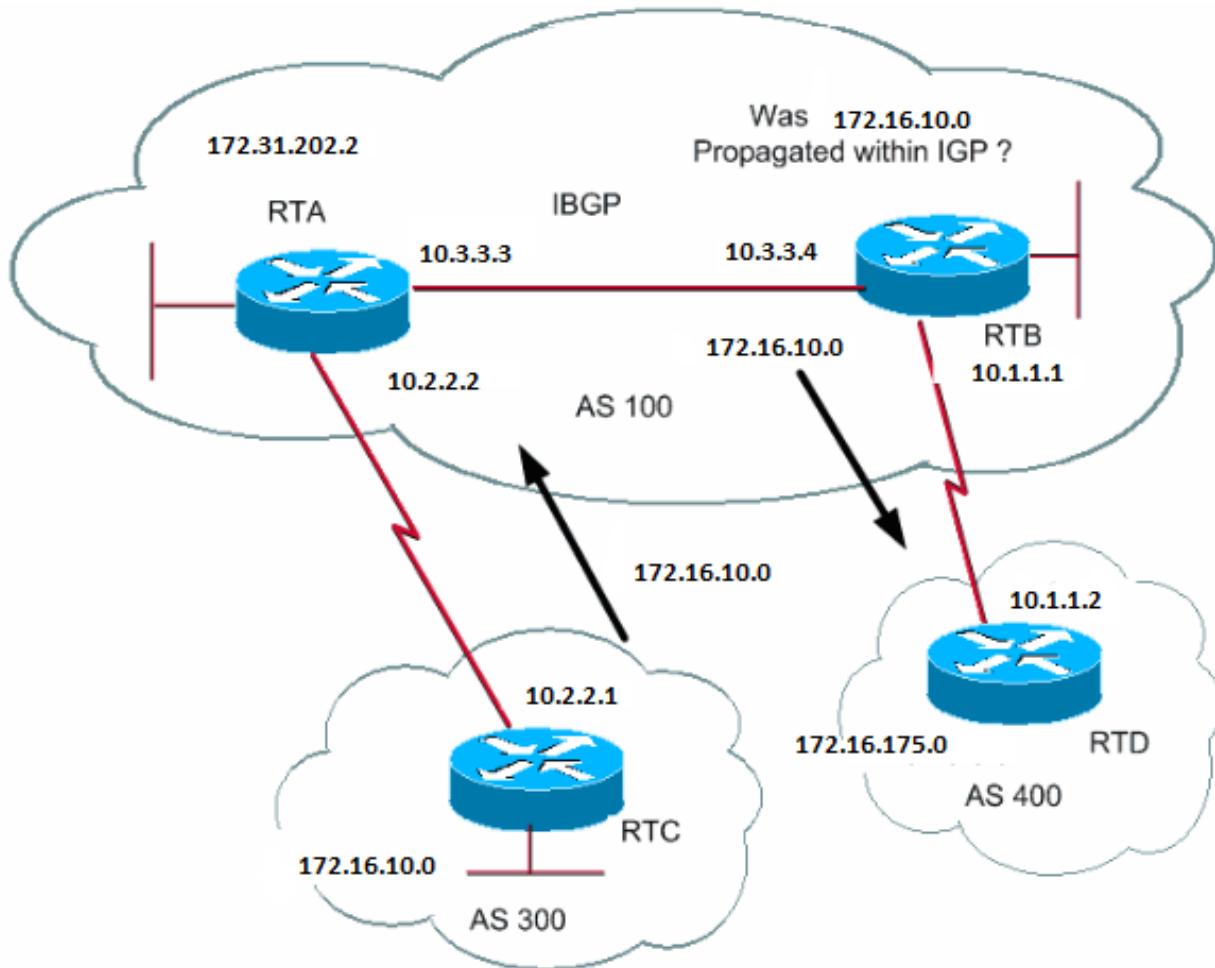 Was 172.16.10.0
Propagated within IGP ?
172.31.202.2
RTA
IBGP
10.3.3.3
10.3.3.4
172.16.10.0
RTB
10.1.1.1
10.2.2.2
AS 100
172.16.10.0
10.1.1.2
10.2.2.1
172.16.175.0
RTD
AS 400
RTC
172.16.10.0
AS 300